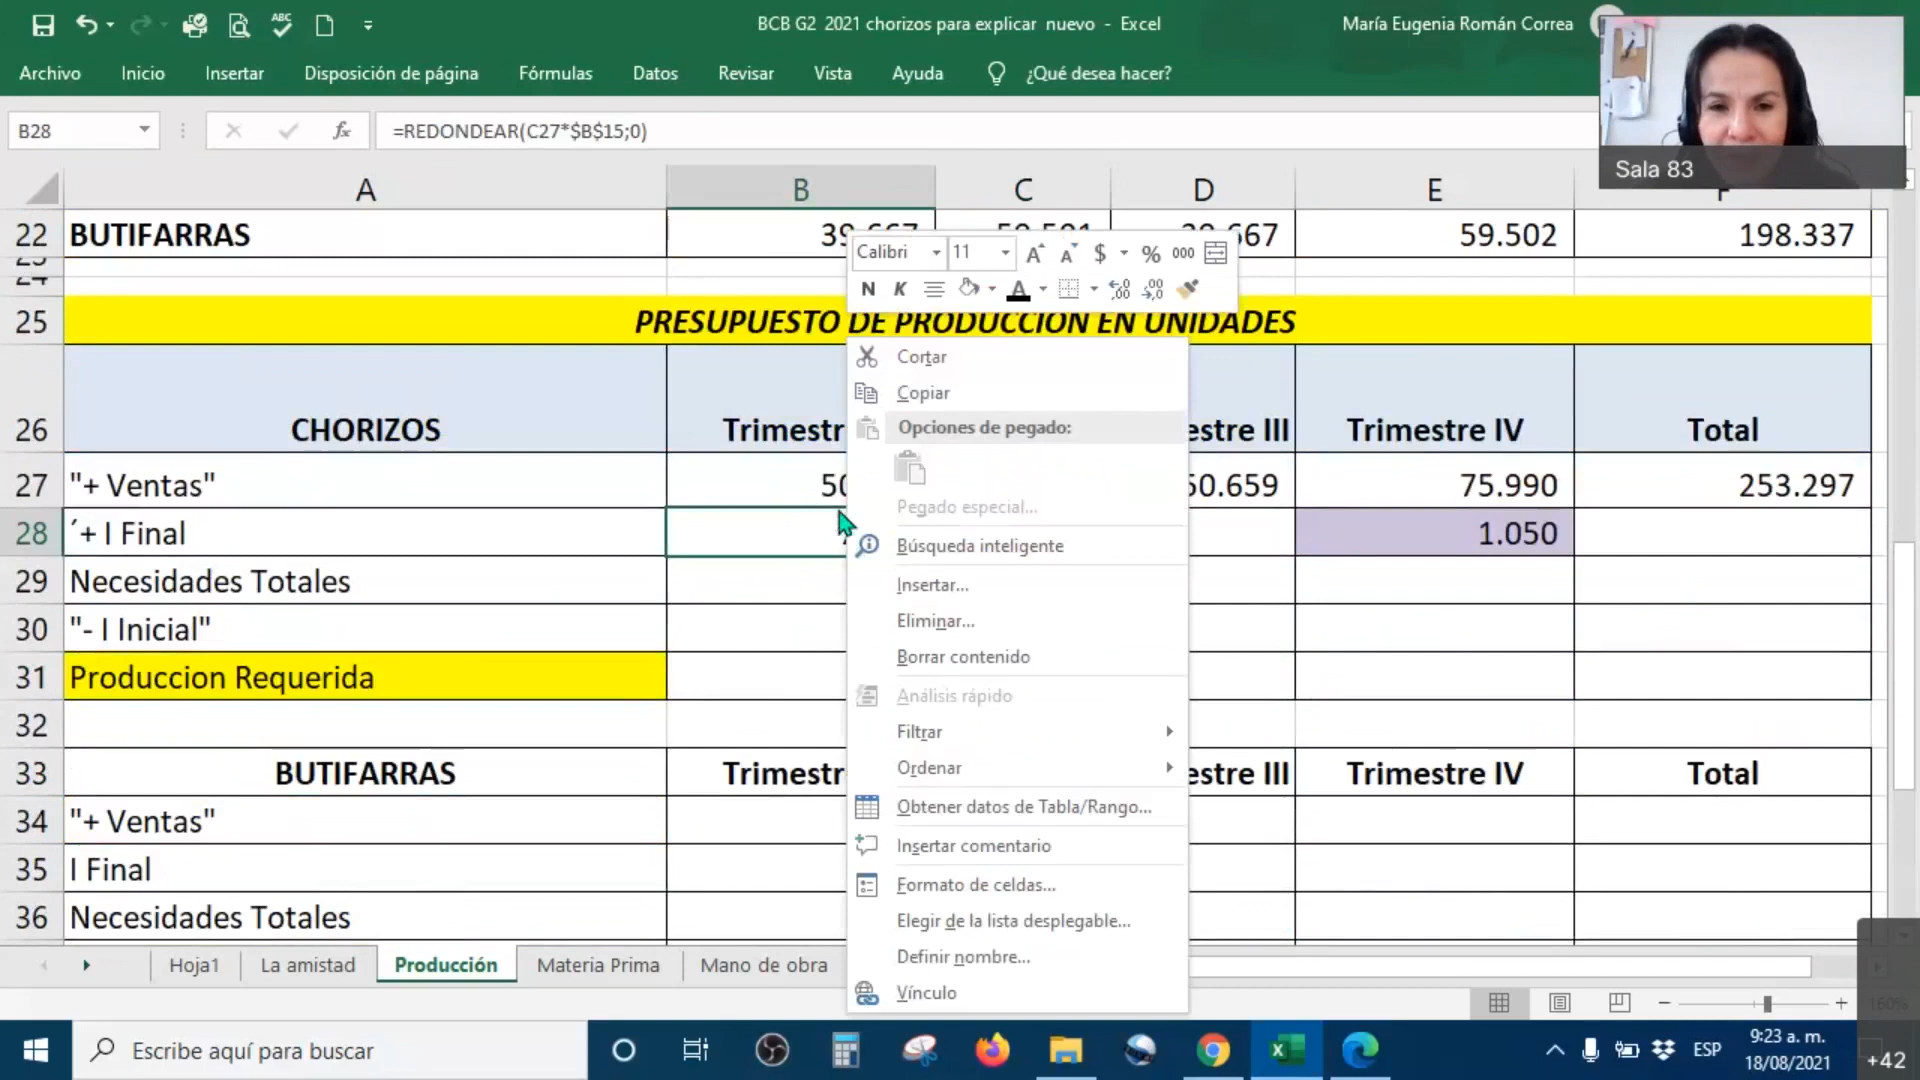 BCB G2 2021 chorizos para explicar nuevo - Excel
María Eugenia Román Correa
Archivo Inicio Insertar Disposición de página Fórmulas Datos Revisar Vista Ayuda ¿Qué desea hacer?
Sala 83
B28 fx =REDONDEAR(C27*$B$15;0)
A B C D E
22 BUTIFARRAS 59.502 198.337
Calibri 11 $ % 000
N K A
25 PRESUPUESTO DE PRODUCCION EN UNIDADES
26 CHORIZOS Trimestr estre III Trimestre IV Total
27 "+ Ventas" 50.659 75.990 253.297
28 ´+ I Final 1.050
29 Necesidades Totales
30 "- I Inicial"
31 Produccion Requerida
32
33 BUTIFARRAS Trimestr estre III Trimestre IV Total
34 "+ Ventas"
35 I Final
36 Necesidades Totales
Cortar
Copiar
Opciones de pegado:
Pegado especial...
Búsqueda inteligente
Insertar...
Eliminar...
Borrar contenido
Análisis rápido
Filtrar
Ordenar
Obtener datos de Tabla/Rango...
Insertar comentario
Formato de celdas...
Elegir de la lista desplegable...
Definir nombre...
Vínculo
Hoja1 La amistad Producción Materia Prima Mano de obra
Escribe aquí para buscar
ESP
9:23 a. m.
18/08/2021
+42